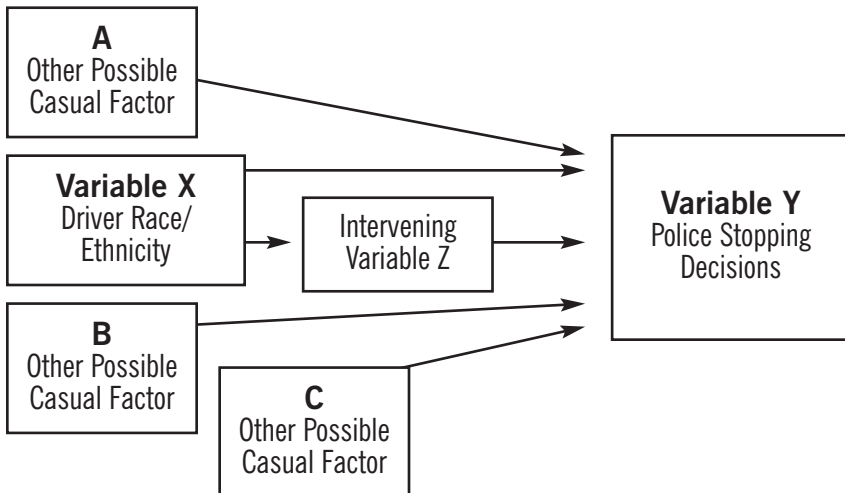 A
Other Possible
Casual Factor
Variable X
Driver Race/
Ethnicity
Intervening
Variable Z
Variable Y
Police Stopping
Decisions
B
Other Possible
Casual Factor
C
Other Possible
Casual Factor